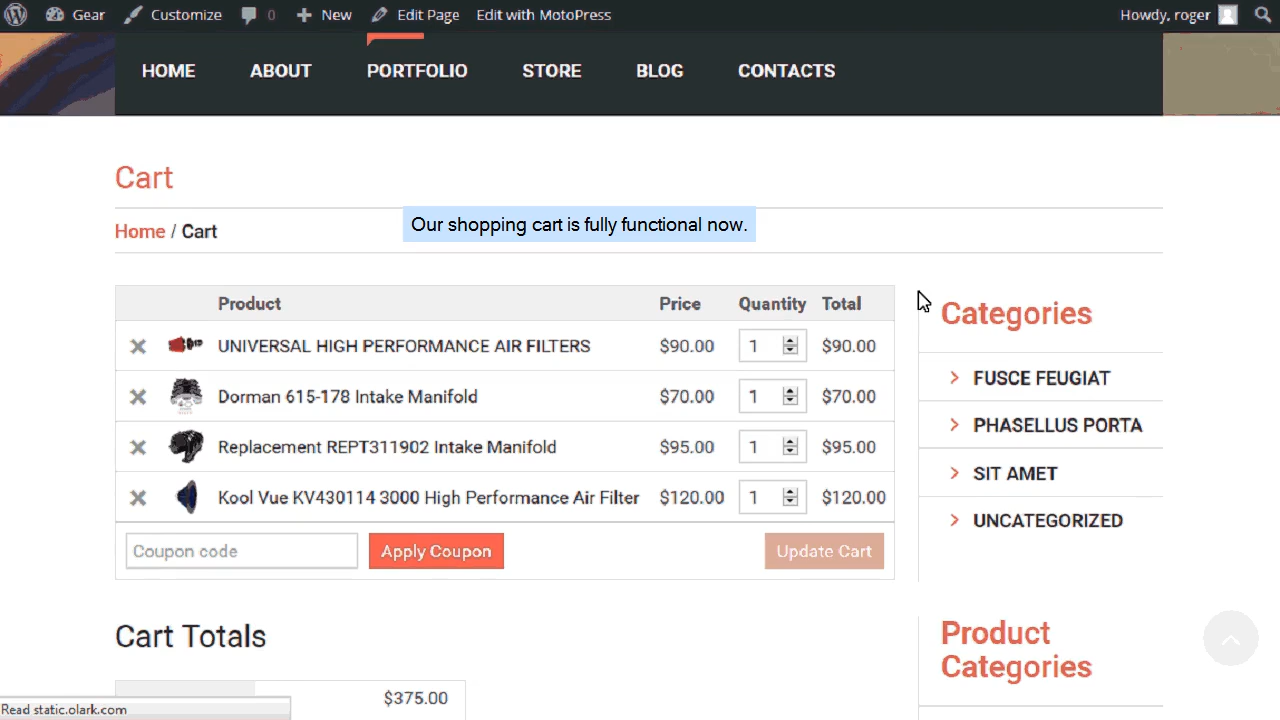 Gear Customize 0 New Edit Page Edit with MotoPress Howdy, roger
HOME ABOUT PORTFOLIO STORE BLOG CONTACTS
Cart
Home / Cart
Our shopping cart is fully functional now.
Product Price Quantity Total
UNIVERSAL HIGH PERFORMANCE AIR FILTERS $90.00 1 $90.00
Dorman 615-178 Intake Manifold $70.00 1 $70.00
Replacement REPT311902 Intake Manifold $95.00 1 $95.00
Kool Vue KV430114 3000 High Performance Air Filter $120.00 1 $120.00
Coupon code Apply Coupon Update Cart
Cart Totals
$375.00
Categories
FUSCE FEUGIAT
PHASELLUS PORTA
SIT AMET
UNCATEGORIZED
Product
Categories
Read static.olark.com